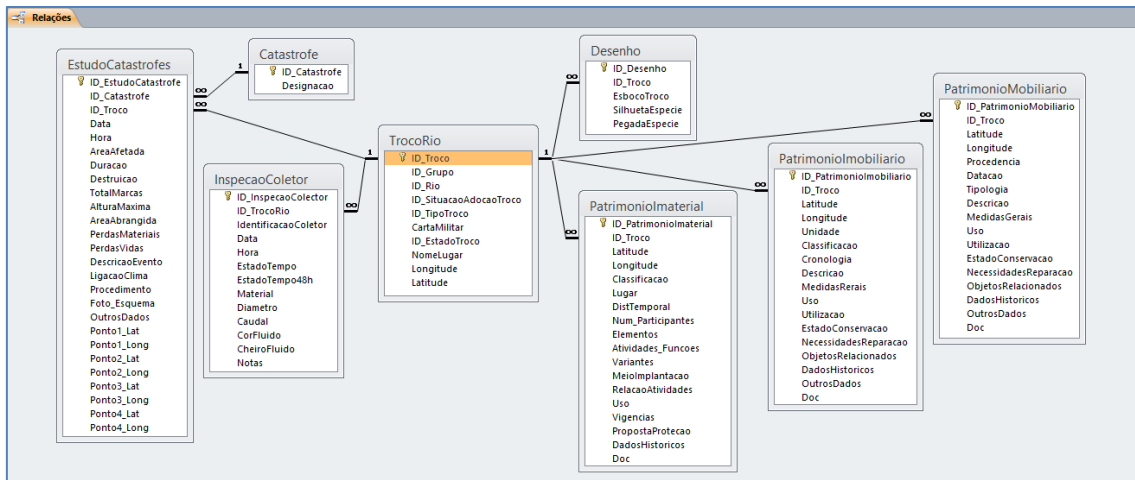 Relações
EstudoCatastrofes
ID_EstudoCatastrofe
ID_Catastrofe
ID_Troco
Data
Hora
AreaAfetada
Duracao
Destruicao
TotalMarcas
AlturaMaxima
AreaAbrangida
PerdasMateriais
PerdasVidas
DescricaoEvento
LigacaoClima
Procedimento
Foto_Esquema
OutrosDados
Ponto1_Lat
Ponto1_Long
Ponto2_Lat
Ponto2_Long
Ponto3_Lat
Ponto3_Long
Ponto4_Lat
Ponto4_Long
∞
∞
1
Catastrofe
ID_Catastrofe
Designacao
InspecaoColetor
ID_InspecaoColector
ID_TrocoRio
IdentificacaoColetor
Data
Hora
EstadoTempo
EstadoTempo48h
Material
Diametro
Caudal
CorFluido
CheiroFluido
Notas
∞
1
TrocoRio
ID_Troco
ID_Grupo
ID_Rio
ID_SituacaoAdocaoTroco
ID_TipoTroco
CartaMilitar
ID_EstadoTroco
NomeLugar
Longitude
Latitude
1
∞
Desenho
ID_Desenho
ID_Troco
EsbocoTroco
SilhuetaEspecie
PegadaEspecie
∞
PatrimonioImaterial
ID_PatrimonioImaterial
ID_Troco
Latitude
Longitude
Classificacao
Lugar
DistTemporal
Num_Participantes
Elementos
Atividades_Funcoes
Variantes
MeioImplantacao
RelacaoAtividades
Uso
Vigencias
PropostaProtecao
DadosHistoricos
Doc
∞
PatrimonioImobiliario
ID_PatrimonioImobiliario
ID_Troco
Latitude
Longitude
Unidade
Classificacao
Cronologia
Descricao
MedidasRerais
Uso
Utilizacao
EstadoConservacao
NecessidadesReparacao
ObjetosRelacionados
DadosHistoricos
OutrosDados
Doc
∞
PatrimonioMobiliario
ID_PatrimonioMobiliario
ID_Troco
Latitude
Longitude
Procedencia
Datacao
Tipologia
Descricao
MedidasGerais
Uso
Utilizacao
EstadoConservacao
NecessidadesReparacao
ObjetosRelacionados
DadosHistoricos
OutrosDados
Doc